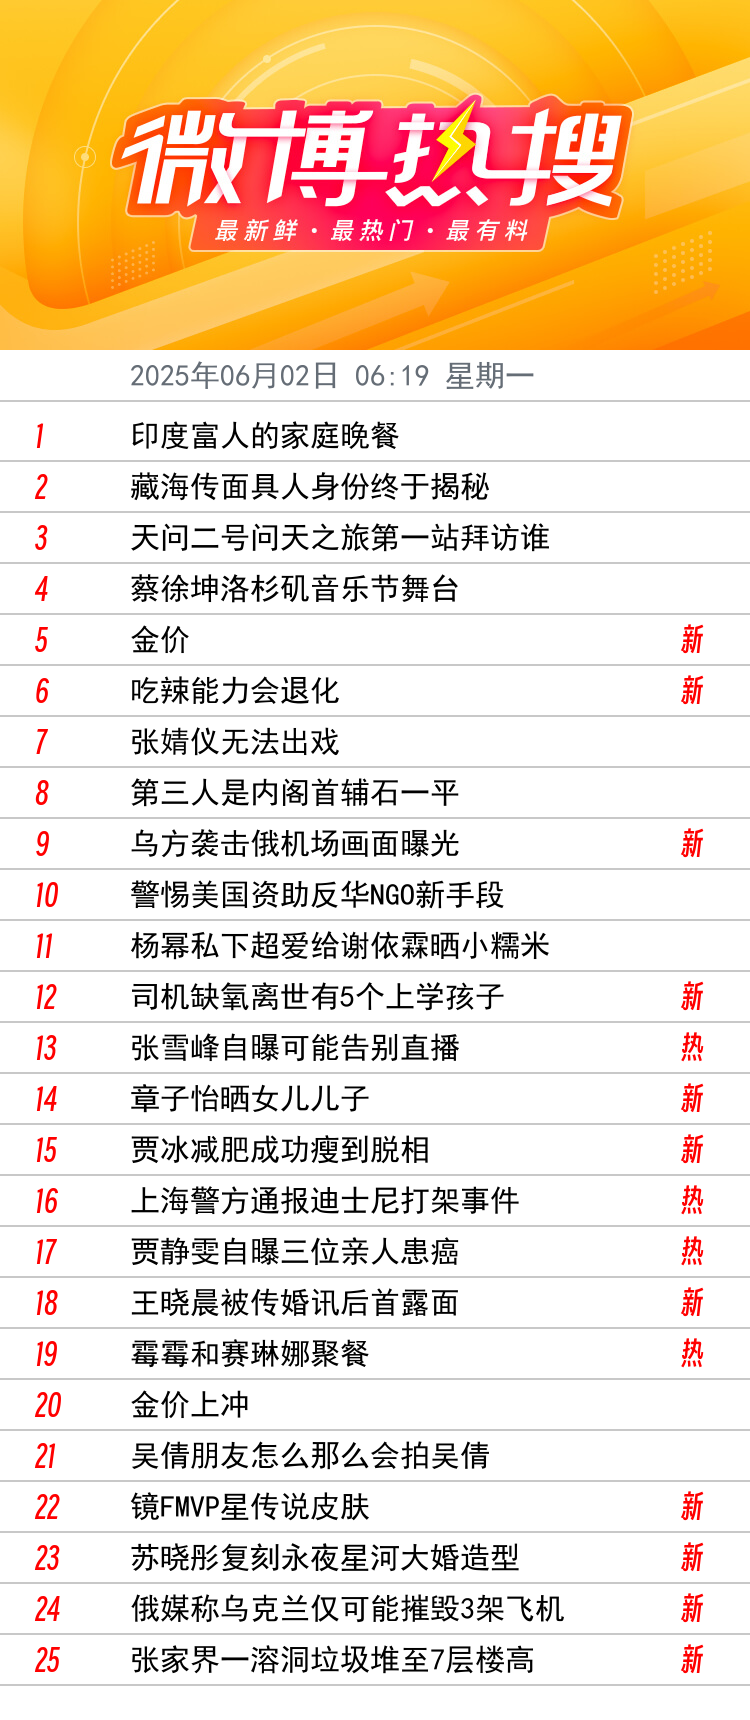 微博热搜
最新鲜·最热门·最有料
2025年06月02日 06:19 星期一
1 印度富人的家庭晚餐
2 藏海传面具人身份终于揭秘
3 天问二号问天之旅第一站拜访谁
4 蔡徐坤洛杉矶音乐节舞台
5 金价 新
6 吃辣能力会退化 新
7 张婧仪无法出戏
8 第三人是内阁首辅石一平
9 乌方袭击俄机场画面曝光 新
10 警惕美国资助反华NGO新手段
11 杨幂私下超爱给谢依霖晒小糯米
12 司机缺氧离世有5个上学孩子 新
13 张雪峰自曝可能告别直播 热
14 章子怡晒女儿儿子 新
15 贾冰减肥成功瘦到脱相 新
16 上海警方通报迪士尼打架事件 热
17 贾静雯自曝三位亲人患癌 热
18 王晓晨被传婚讯后首露面 新
19 霉霉和赛琳娜聚餐 热
20 金价上冲
21 吴倩朋友怎么那么会拍吴倩
22 镜FMVP星传说皮肤 新
23 苏晓彤复刻永夜星河大婚造型 新
24 俄媒称乌克兰仅可能摧毁3架飞机 新
25 张家界一溶洞垃圾堆至7层楼高 新